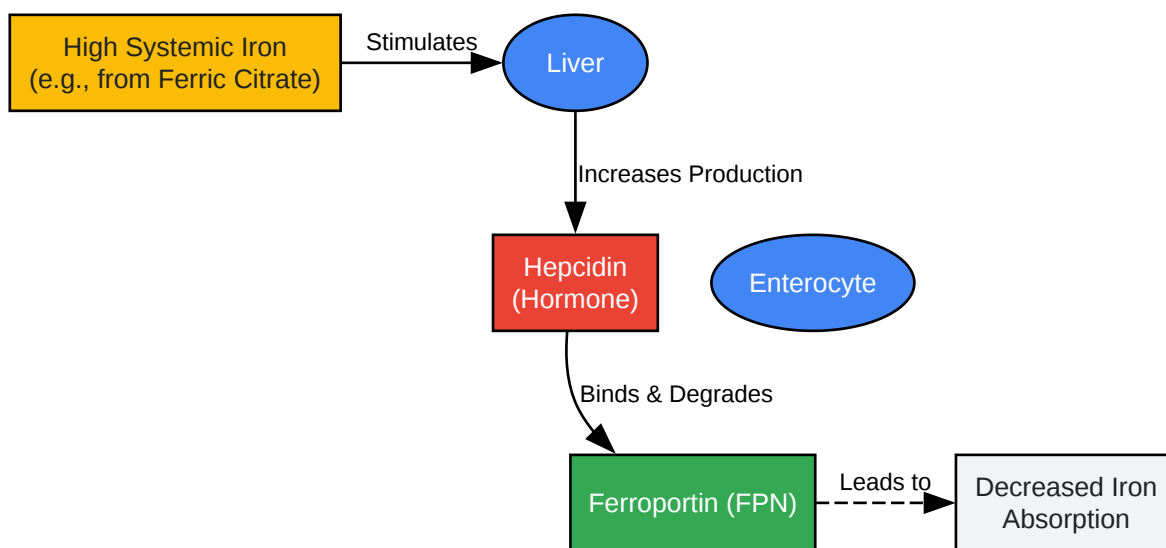 High Systemic Iron
(e.g., from Ferric Citrate)
Stimulates
Liver
Increases Production
Hepcidin
(Hormone)
Enterocyte
Binds & Degrades
Ferroportin (FPN)
Leads to
Decreased Iron
Absorption